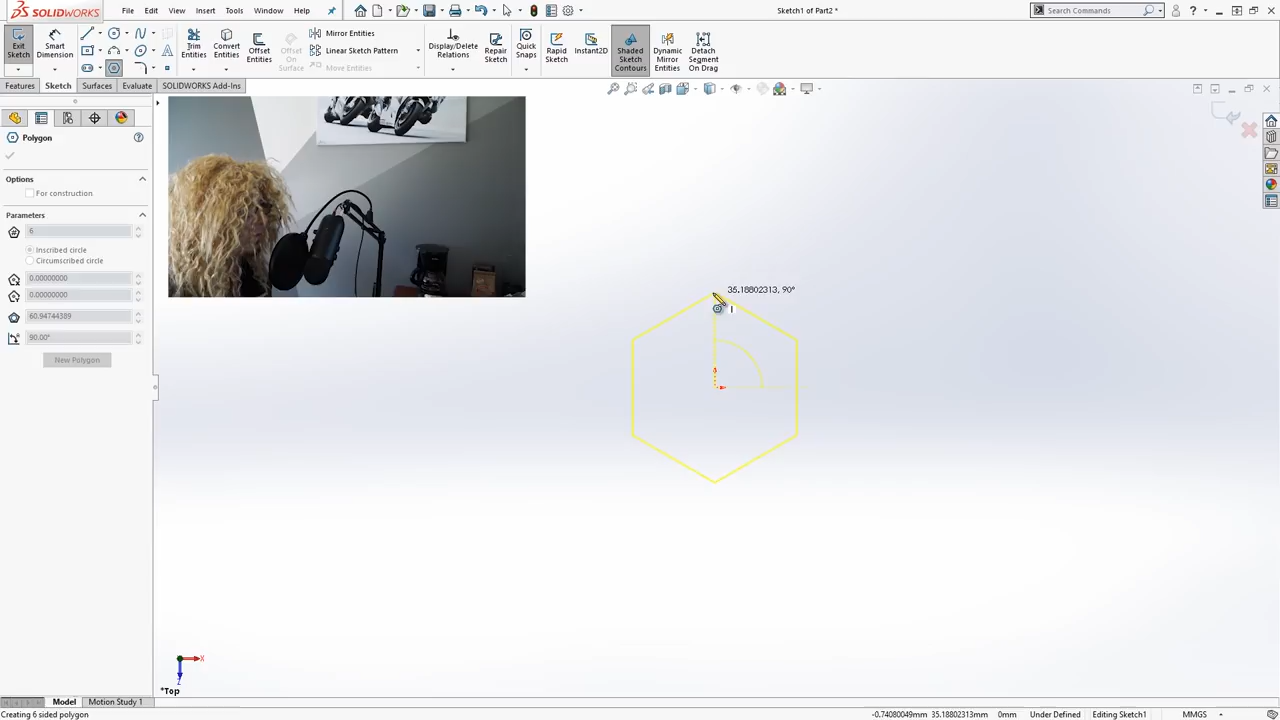 SOLIDWORKS File Edit View Insert Tools Window Help Sketch1 of Part2 * Search Commands
Exit Sketch
Smart Dimension
Trim Entities
Convert Entities
Offset Entities
Offset On Surface
Mirror Entities
Linear Sketch Pattern
Move Entities
Display/Delete Relations
Repair Sketch
Quick Snaps
Rapid Sketch
Instant2D
Shaded Sketch Contours
Dynamic Mirror Entities
Detach Segment On Drag
Features Sketch Surfaces Evaluate SOLIDWORKS Add-Ins
Polygon
Options
For construction
Parameters
6
Inscribed circle
Circumscribed circle
0.00000000
0.00000000
60.94744389
90.00°
New Polygon
35.18802313, 90°
X
Z
*Top
Model Motion Study 1
Creating 6 sided polygon -0.74080049mm 35.18802313mm 0mm Under Defined Editing Sketch1 MMGS